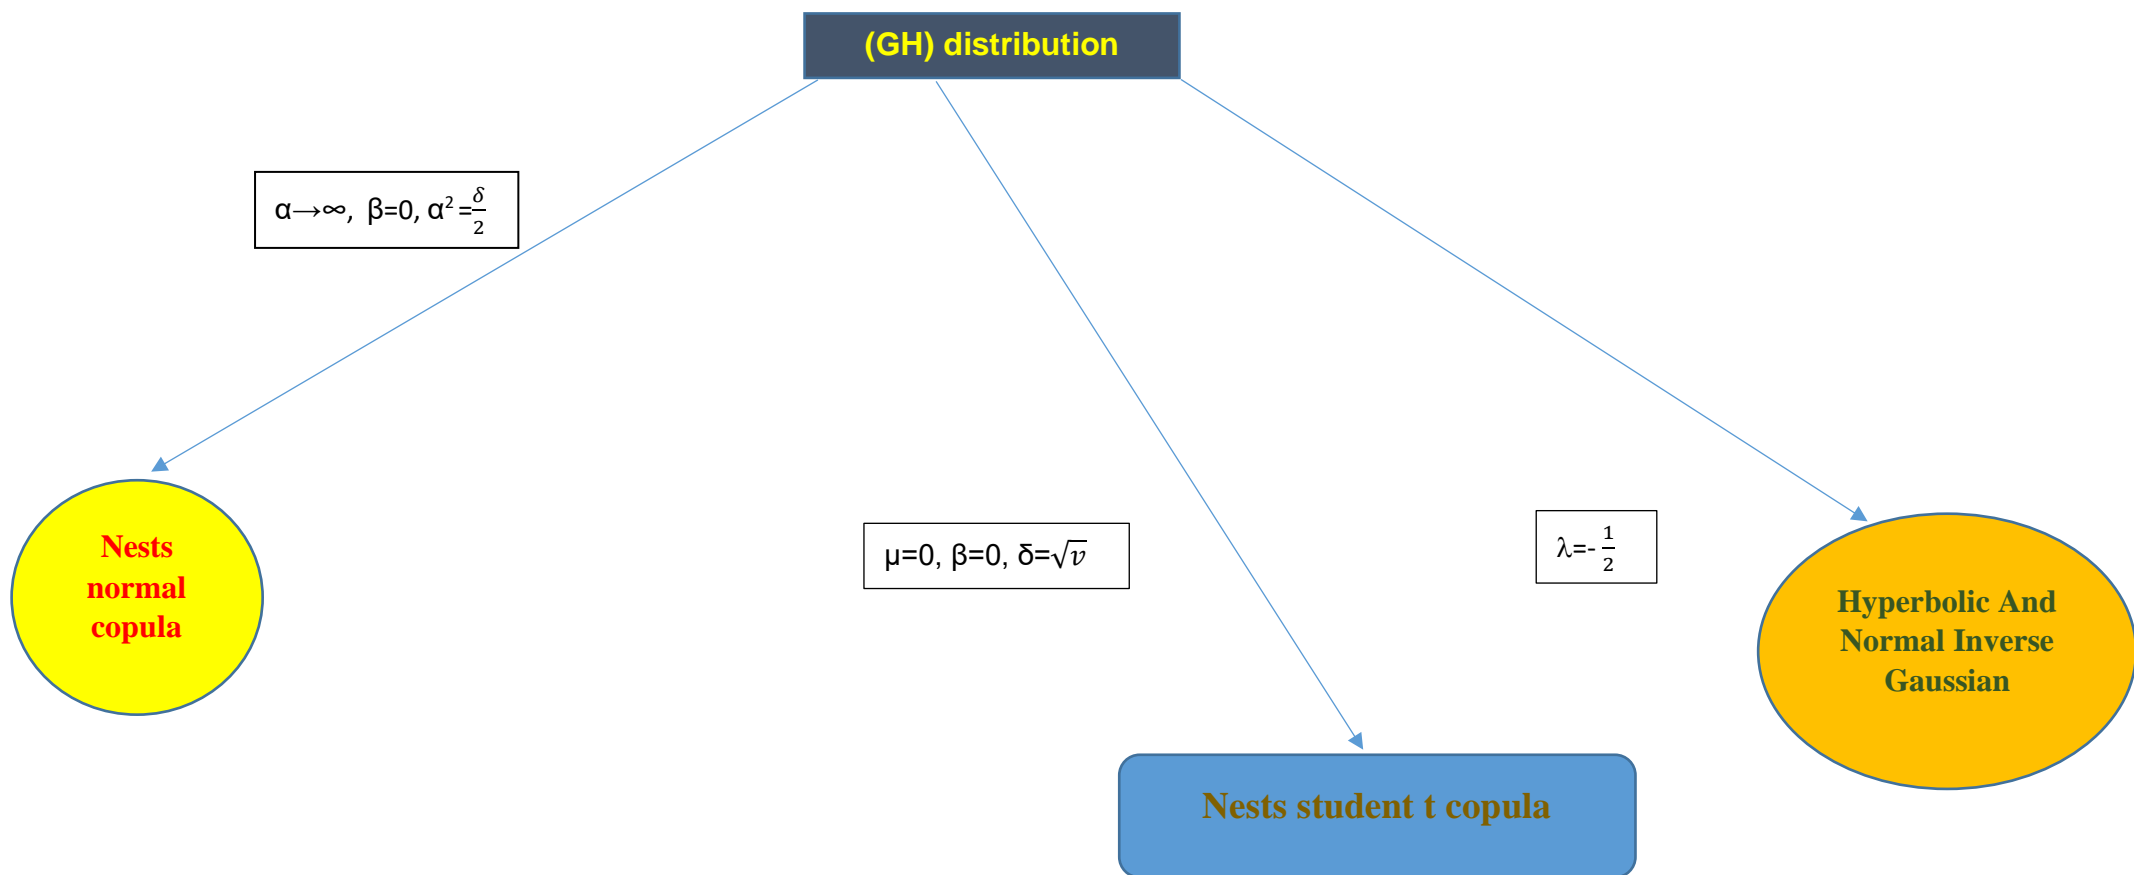 (GH) distribution
α→∞, β=0, α²=δ/2
μ=0, β=0, δ=√v
λ=-1/2
Nests
normal
copula
Hyperbolic And
Normal Inverse
Gaussian
Nests student t copula